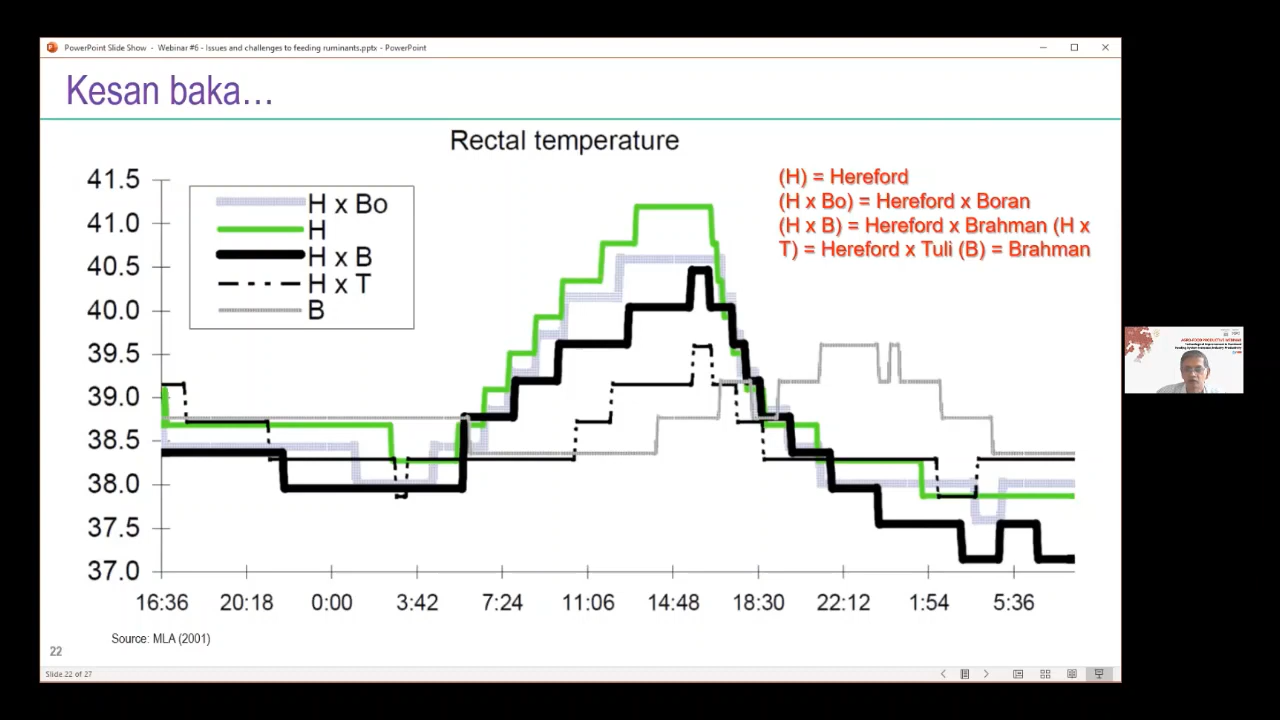 PowerPoint Slide Show - Webinar #6 - Issues and challenges to feeding ruminants.pptx - PowerPoint
Kesan baka…
Rectal temperature
41.5
41.0
40.5
40.0
39.5
39.0
38.5
38.0
37.5
37.0
H x Bo
H
H x B
H x T
B
(H) = Hereford
(H x Bo) = Hereford x Boran
(H x B) = Hereford x Brahman (H x
T) = Hereford x Tuli (B) = Brahman
16:36 20:18 0:00 3:42 7:24 11:06 14:48 18:30 22:12 1:54 5:36
Source: MLA (2001)
22
Slide 22 of 27